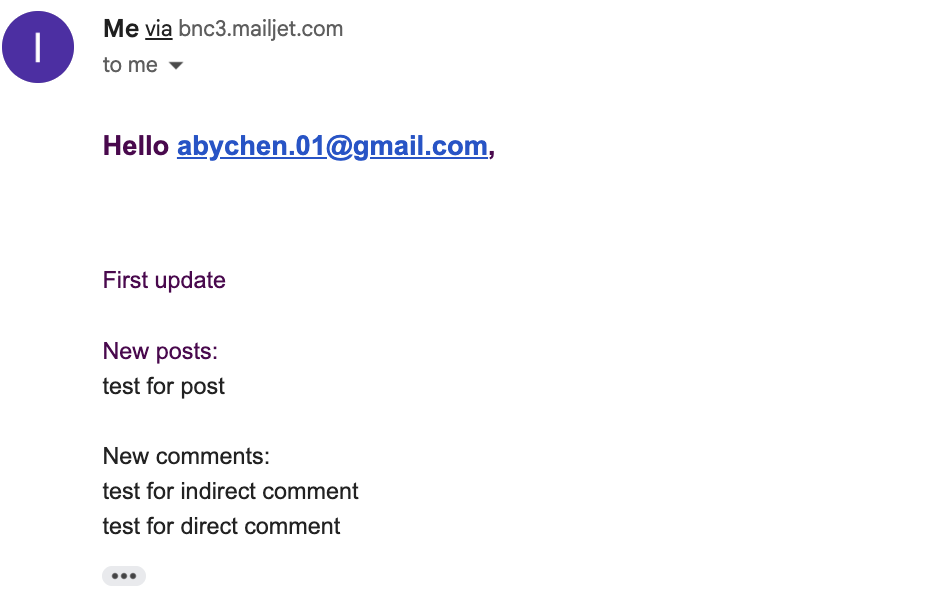 I
Me via bnc3.mailjet.com
to me
Hello abychen.01@gmail.com,
First update
New posts:
test for post
New comments:
test for indirect comment
test for direct comment